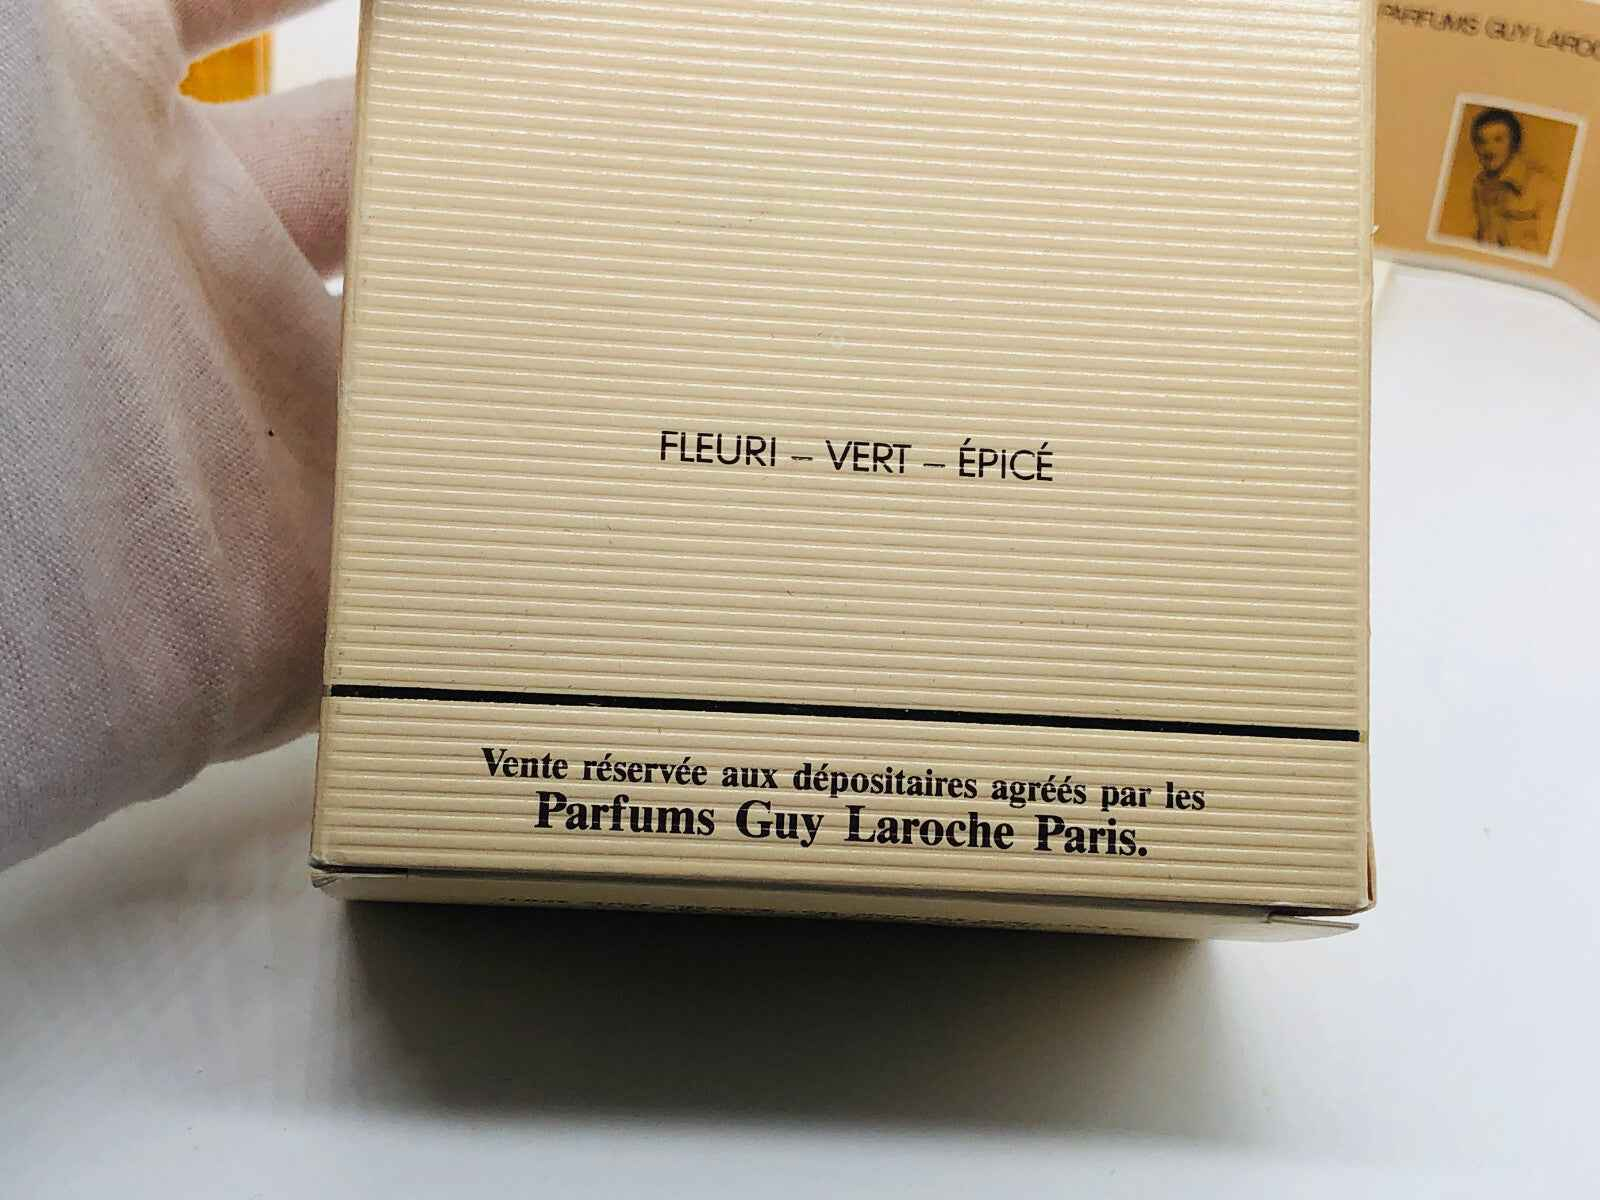 PARFUMS GUY LAROC
FLEURI – VERT – ÉPICÉ
Vente réservée aux dépositaires agréés par les
Parfums Guy Laroche Paris.